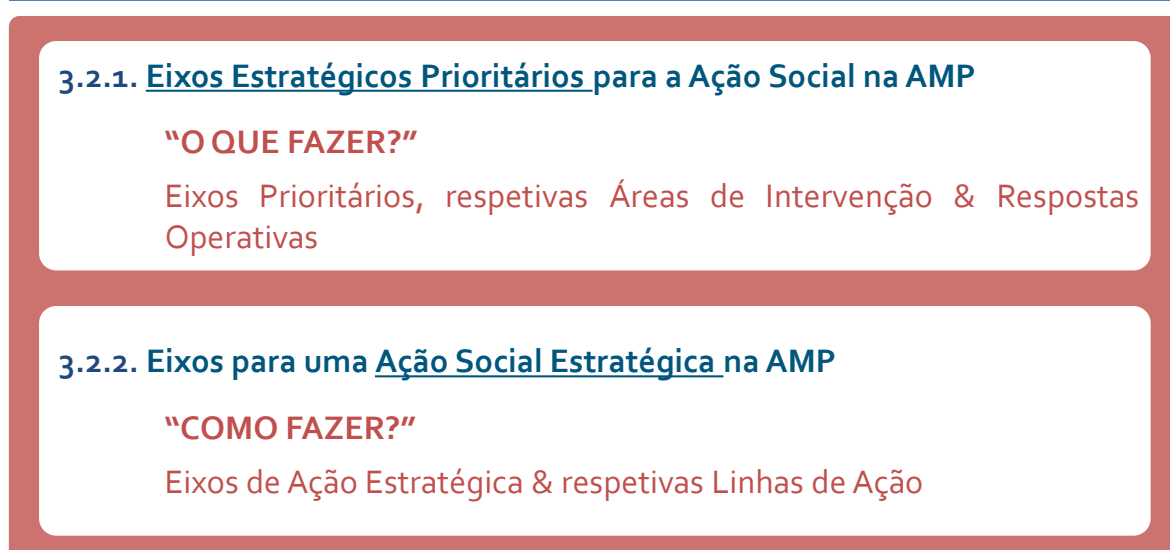 3.2.1. Eixos Estratégicos Prioritários para a Ação Social na AMP
“O QUE FAZER?”
Eixos Prioritários, respetivas Áreas de Intervenção & Respostas
Operativas
3.2.2. Eixos para uma Ação Social Estratégica na AMP
“COMO FAZER?”
Eixos de Ação Estratégica & respetivas Linhas de Ação